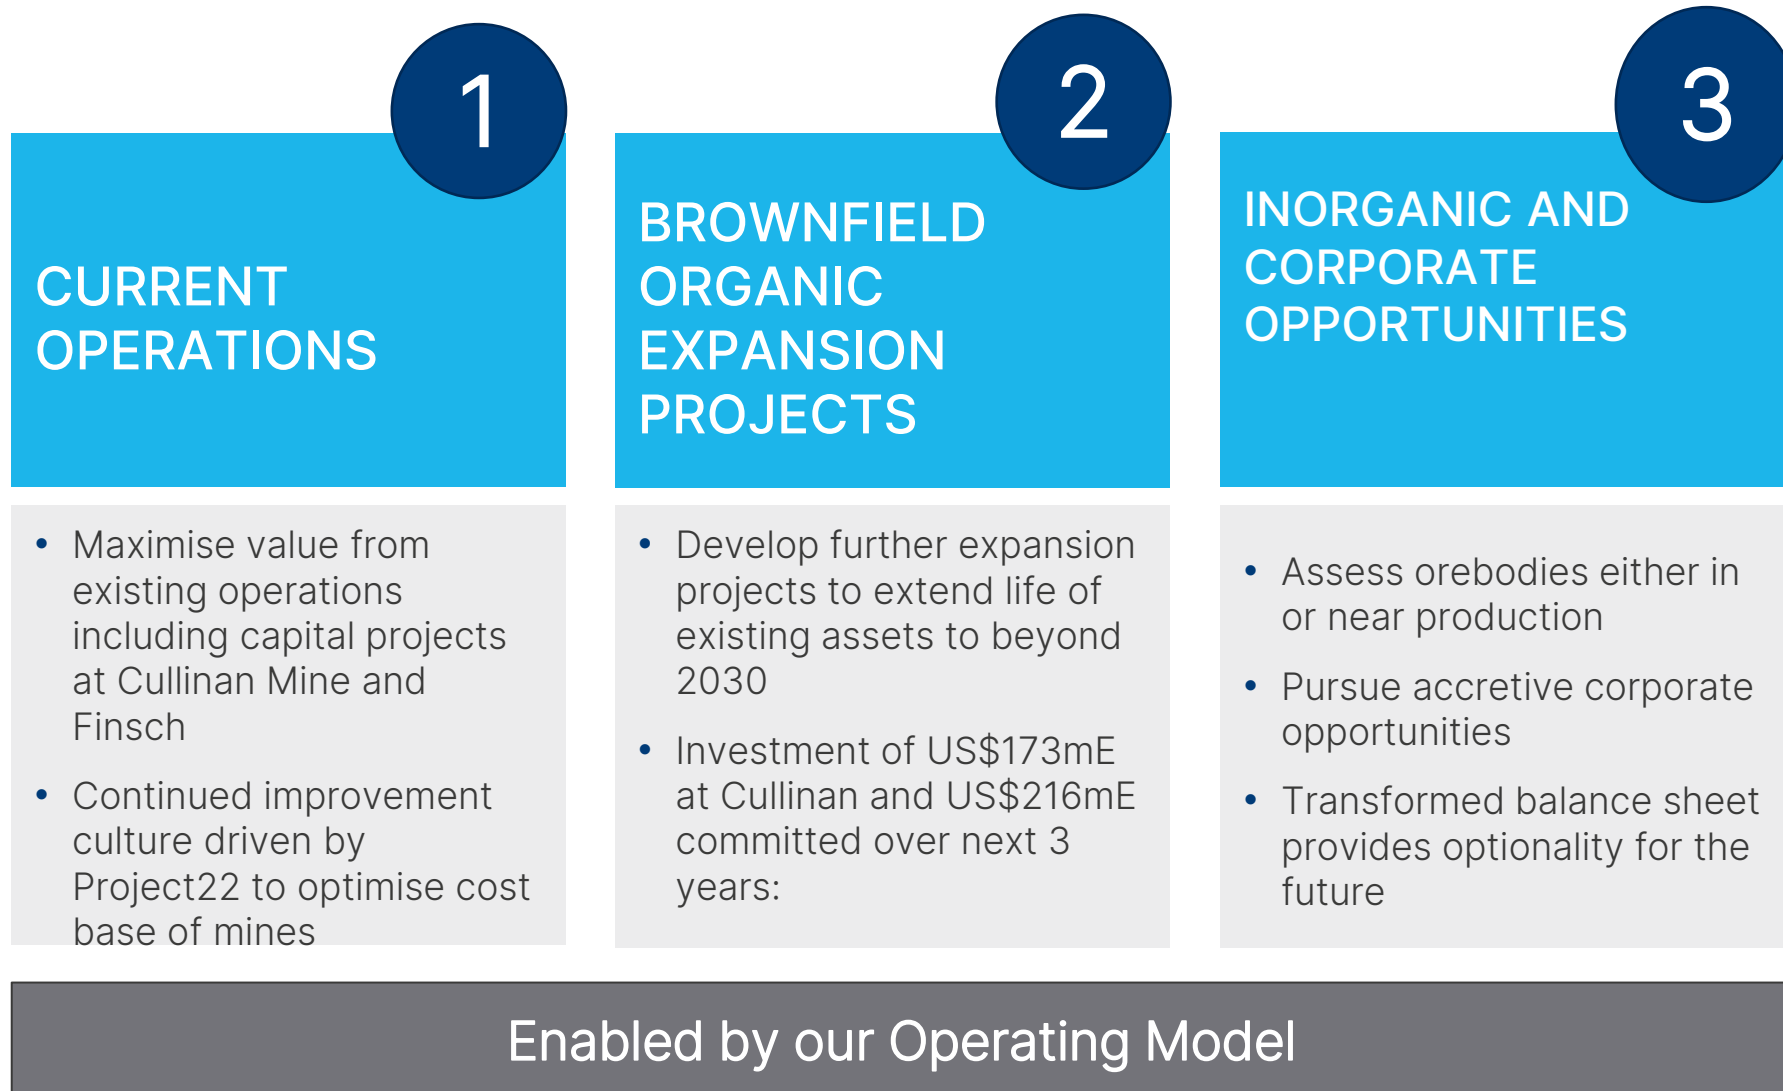 1
CURRENT
OPERATIONS
• Maximise value from
existing operations
including capital projects
at Cullinan Mine and
Finsch
• Continued improvement
culture driven by
Project22 to optimise cost
base of mines
2
BROWNFIELD
ORGANIC
EXPANSION
PROJECTS
• Develop further expansion
projects to extend life of
existing assets to beyond
2030
• Investment of US$173mE
at Cullinan and US$216mE
committed over next 3
years:
3
INORGANIC AND
CORPORATE
OPPORTUNITIES
• Assess orebodies either in
or near production
• Pursue accretive corporate
opportunities
• Transformed balance sheet
provides optionality for the
future
Enabled by our Operating Model